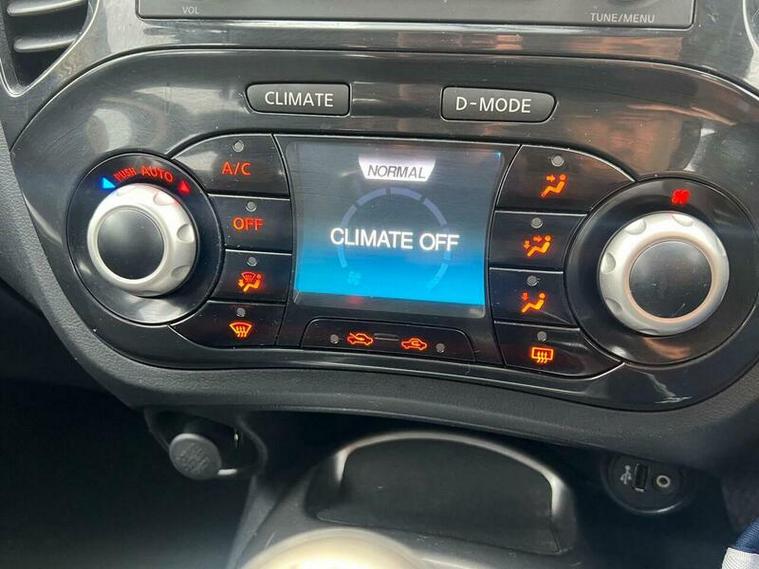 VOL
TUNE/MENU
CLIMATE
D-MODE
PUSH AUTO
A/C
NORMAL
OFF
CLIMATE OFF